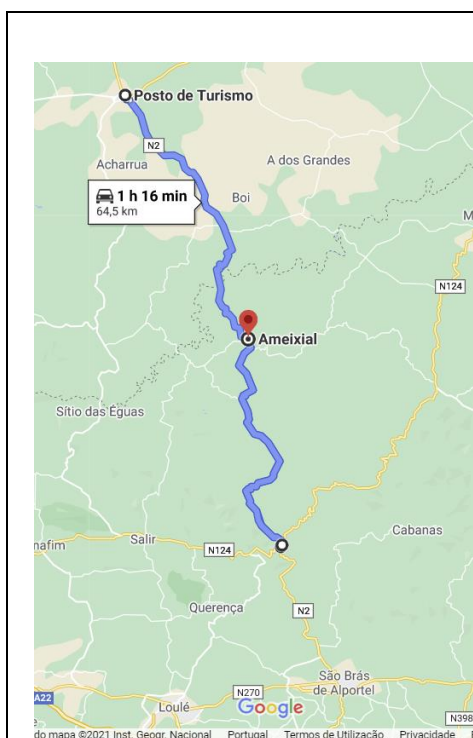 Posto de Turismo
N2
Acharrua
A dos Grandes
1 h 16 min
64,5 km
Boi
M
N124
Ameixial
Sítio das Éguas
Cabanas
nafim
Salir
N124
Querença
N2
São Brás
de Alportel
N270
Google
A22
Loulé
N398
do mapa ©2021 Inst. Geogr. Nacional Portugal Termos de Utilização Privacidade